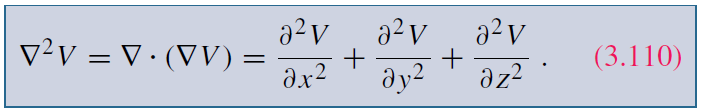 ∇²V = ∇ · (∇V) = ∂²V/∂x² + ∂²V/∂y² + ∂²V/∂z² . (3.110)